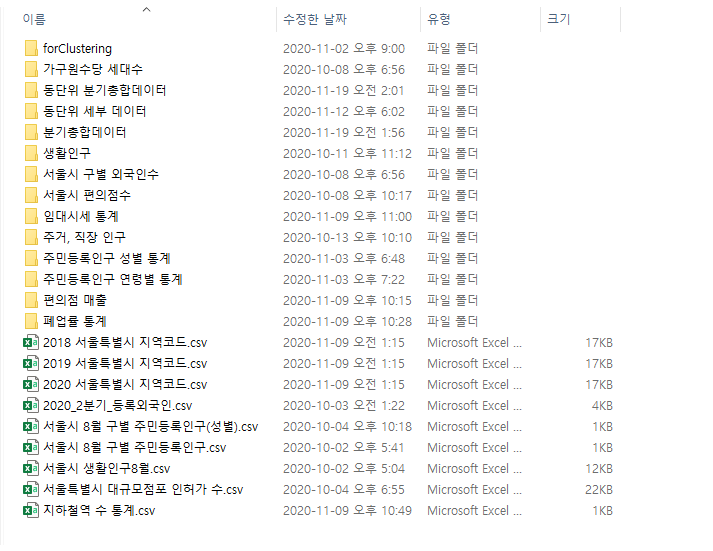 이름 수정한 날짜 유형 크기
forClustering 2020-11-02 오후 9:00 파일 폴더
가구원수당 세대수 2020-10-08 오후 6:56 파일 폴더
동단위 분기총합데이터 2020-11-19 오전 2:01 파일 폴더
동단위 세부 데이터 2020-11-12 오후 6:02 파일 폴더
분기총합데이터 2020-11-19 오전 1:56 파일 폴더
생활인구 2020-10-11 오후 11:12 파일 폴더
서울시 구별 외국인수 2020-10-08 오후 6:56 파일 폴더
서울시 편의점수 2020-10-08 오후 10:17 파일 폴더
임대시세 통계 2020-11-09 오후 11:00 파일 폴더
주거, 직장 인구 2020-10-13 오후 10:10 파일 폴더
주민등록인구 성별 통계 2020-11-03 오후 6:48 파일 폴더
주민등록인구 연령별 통계 2020-11-03 오후 7:22 파일 폴더
편의점 매출 2020-11-09 오후 10:15 파일 폴더
폐업률 통계 2020-11-09 오후 10:28 파일 폴더
2018 서울특별시 지역코드.csv 2020-11-09 오전 1:15 Microsoft Excel ... 17KB
2019 서울특별시 지역코드.csv 2020-11-09 오전 1:15 Microsoft Excel ... 17KB
2020 서울특별시 지역코드.csv 2020-11-09 오전 1:15 Microsoft Excel ... 17KB
2020_2분기_등록외국인.csv 2020-10-03 오전 1:22 Microsoft Excel ... 4KB
서울시 8월 구별 주민등록인구(성별).csv 2020-10-04 오후 10:18 Microsoft Excel ... 1KB
서울시 8월 구별 주민등록인구.csv 2020-10-02 오후 5:41 Microsoft Excel ... 1KB
서울시 생활인구8월.csv 2020-10-02 오후 5:04 Microsoft Excel ... 12KB
서울특별시 대규모점포 인허가 수.csv 2020-10-04 오후 6:55 Microsoft Excel ... 22KB
지하철역 수 통계.csv 2020-11-09 오후 10:49 Microsoft Excel ... 1KB